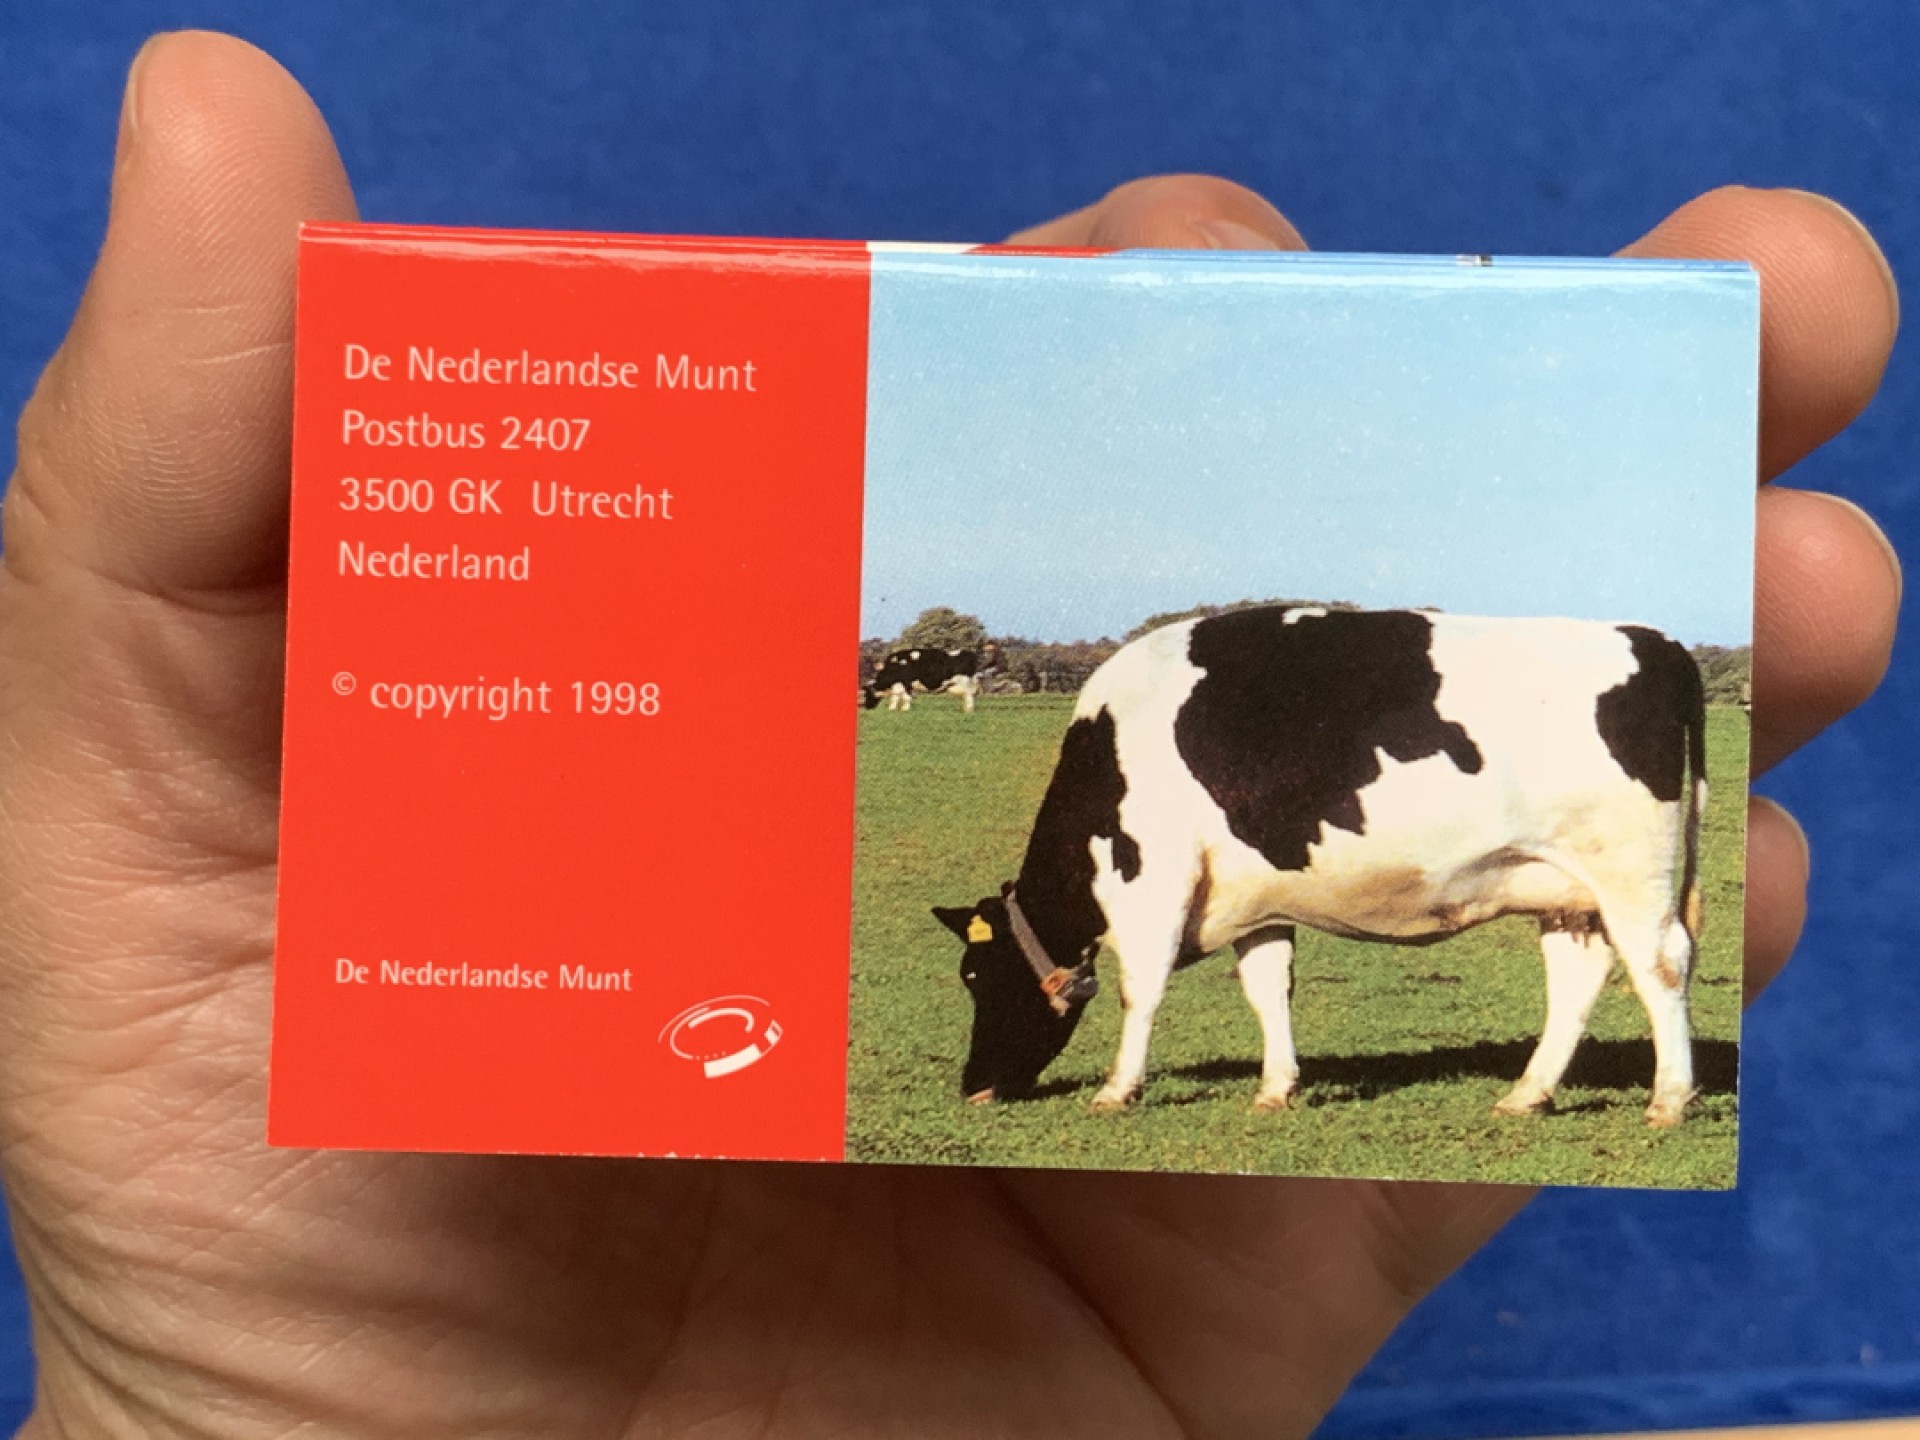 De Nederlandse Munt
Postbus 2407
3500 GK Utrecht
Nederland
© copyright 1998
De Nederlandse Munt